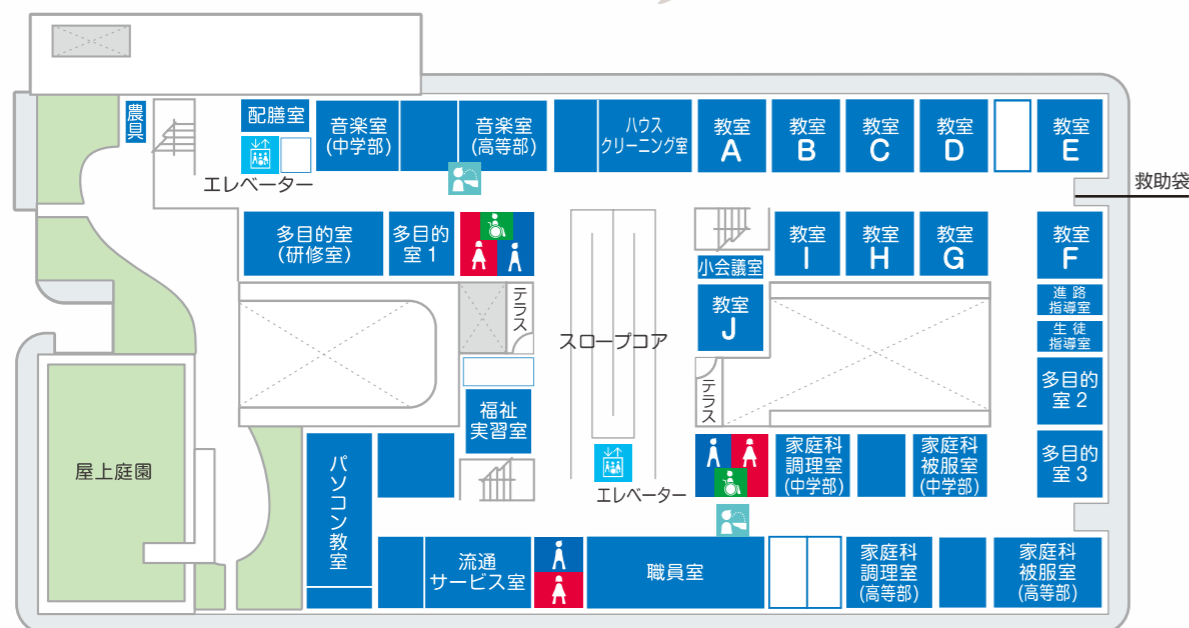 農具
配膳室
音楽室
(中学部)
音楽室
(高等部)
ハウス
クリーニング室
教室
A
教室
B
教室
C
教室
D
教室
E
エレベーター
救助袋
多目的室
(研修室)
多目的
室1
小会議室
教室
I
教室
H
教室
G
教室
F
進路
指導室
生徒
指導室
テラス
スロープコア
教室
J
テラス
多目的
室2
福祉
実習室
屋上庭園
パソコン教室
エレベーター
家庭科
調理室
(中学部)
家庭科
被服室
(中学部)
多目的
室3
流通
サービス室
職員室
家庭科
調理室
(高等部)
家庭科
被服室
(高等部)